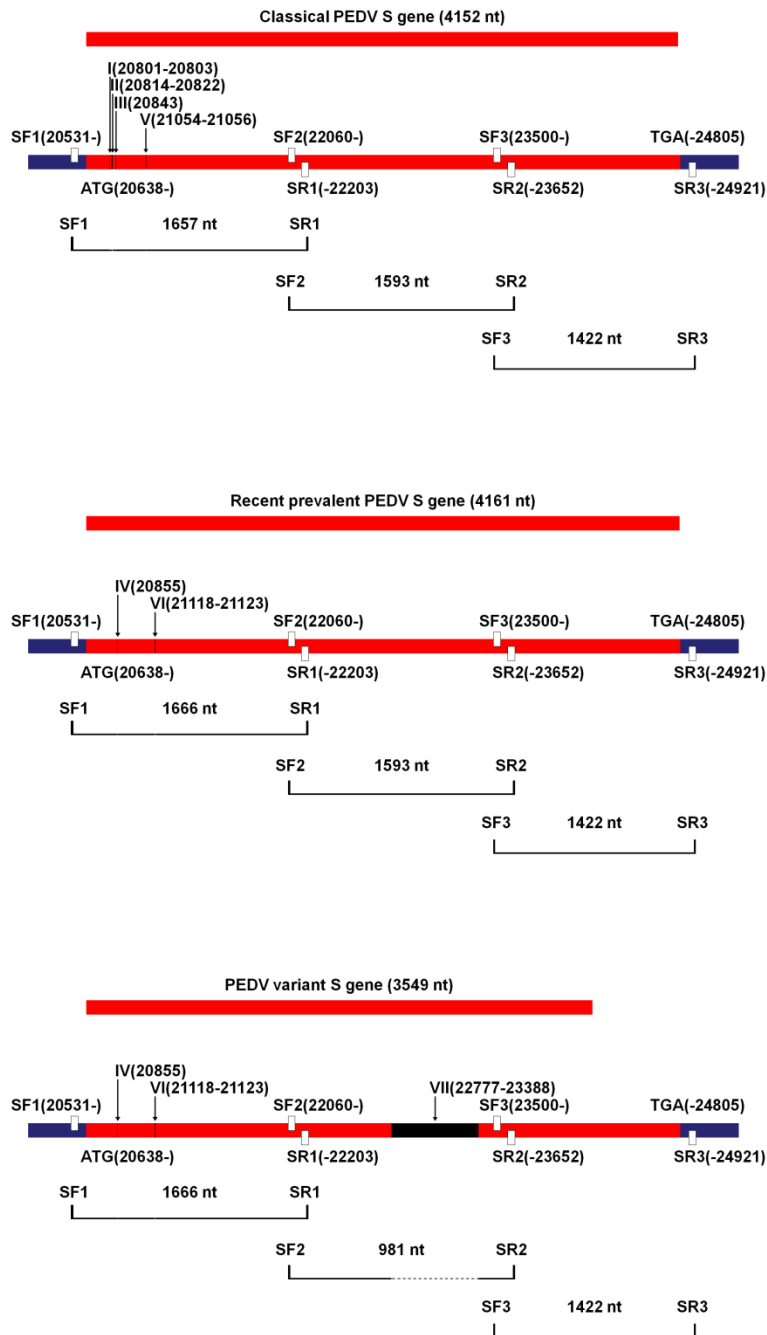 Classical PEDV S gene (4152 nt)
I(20801-20803)
II(20814-20822)
III(20843)
V(21054-21056)
SF1(20531-) SF2(22060-) SF3(23500-) TGA(-24805)
ATG(20638-) SR1(-22203) SR2(-23652) SR3(-24921)
SF1 1657 nt SR1
SF2 1593 nt SR2
SF3 1422 nt SR3
Recent prevalent PEDV S gene (4161 nt)
IV(20855)
VI(21118-21123)
SF1(20531-) SF2(22060-) SF3(23500-) TGA(-24805)
ATG(20638-) SR1(-22203) SR2(-23652) SR3(-24921)
SF1 1666 nt SR1
SF2 1593 nt SR2
SF3 1422 nt SR3
PEDV variant S gene (3549 nt)
IV(20855)
VI(21118-21123) VII(22777-23388)
SF1(20531-) SF2(22060-) SF3(23500-) TGA(-24805)
ATG(20638-) SR1(-22203) SR2(-23652) SR3(-24921)
SF1 1666 nt SR1
SF2 981 nt SR2
SF3 1422 nt SR3